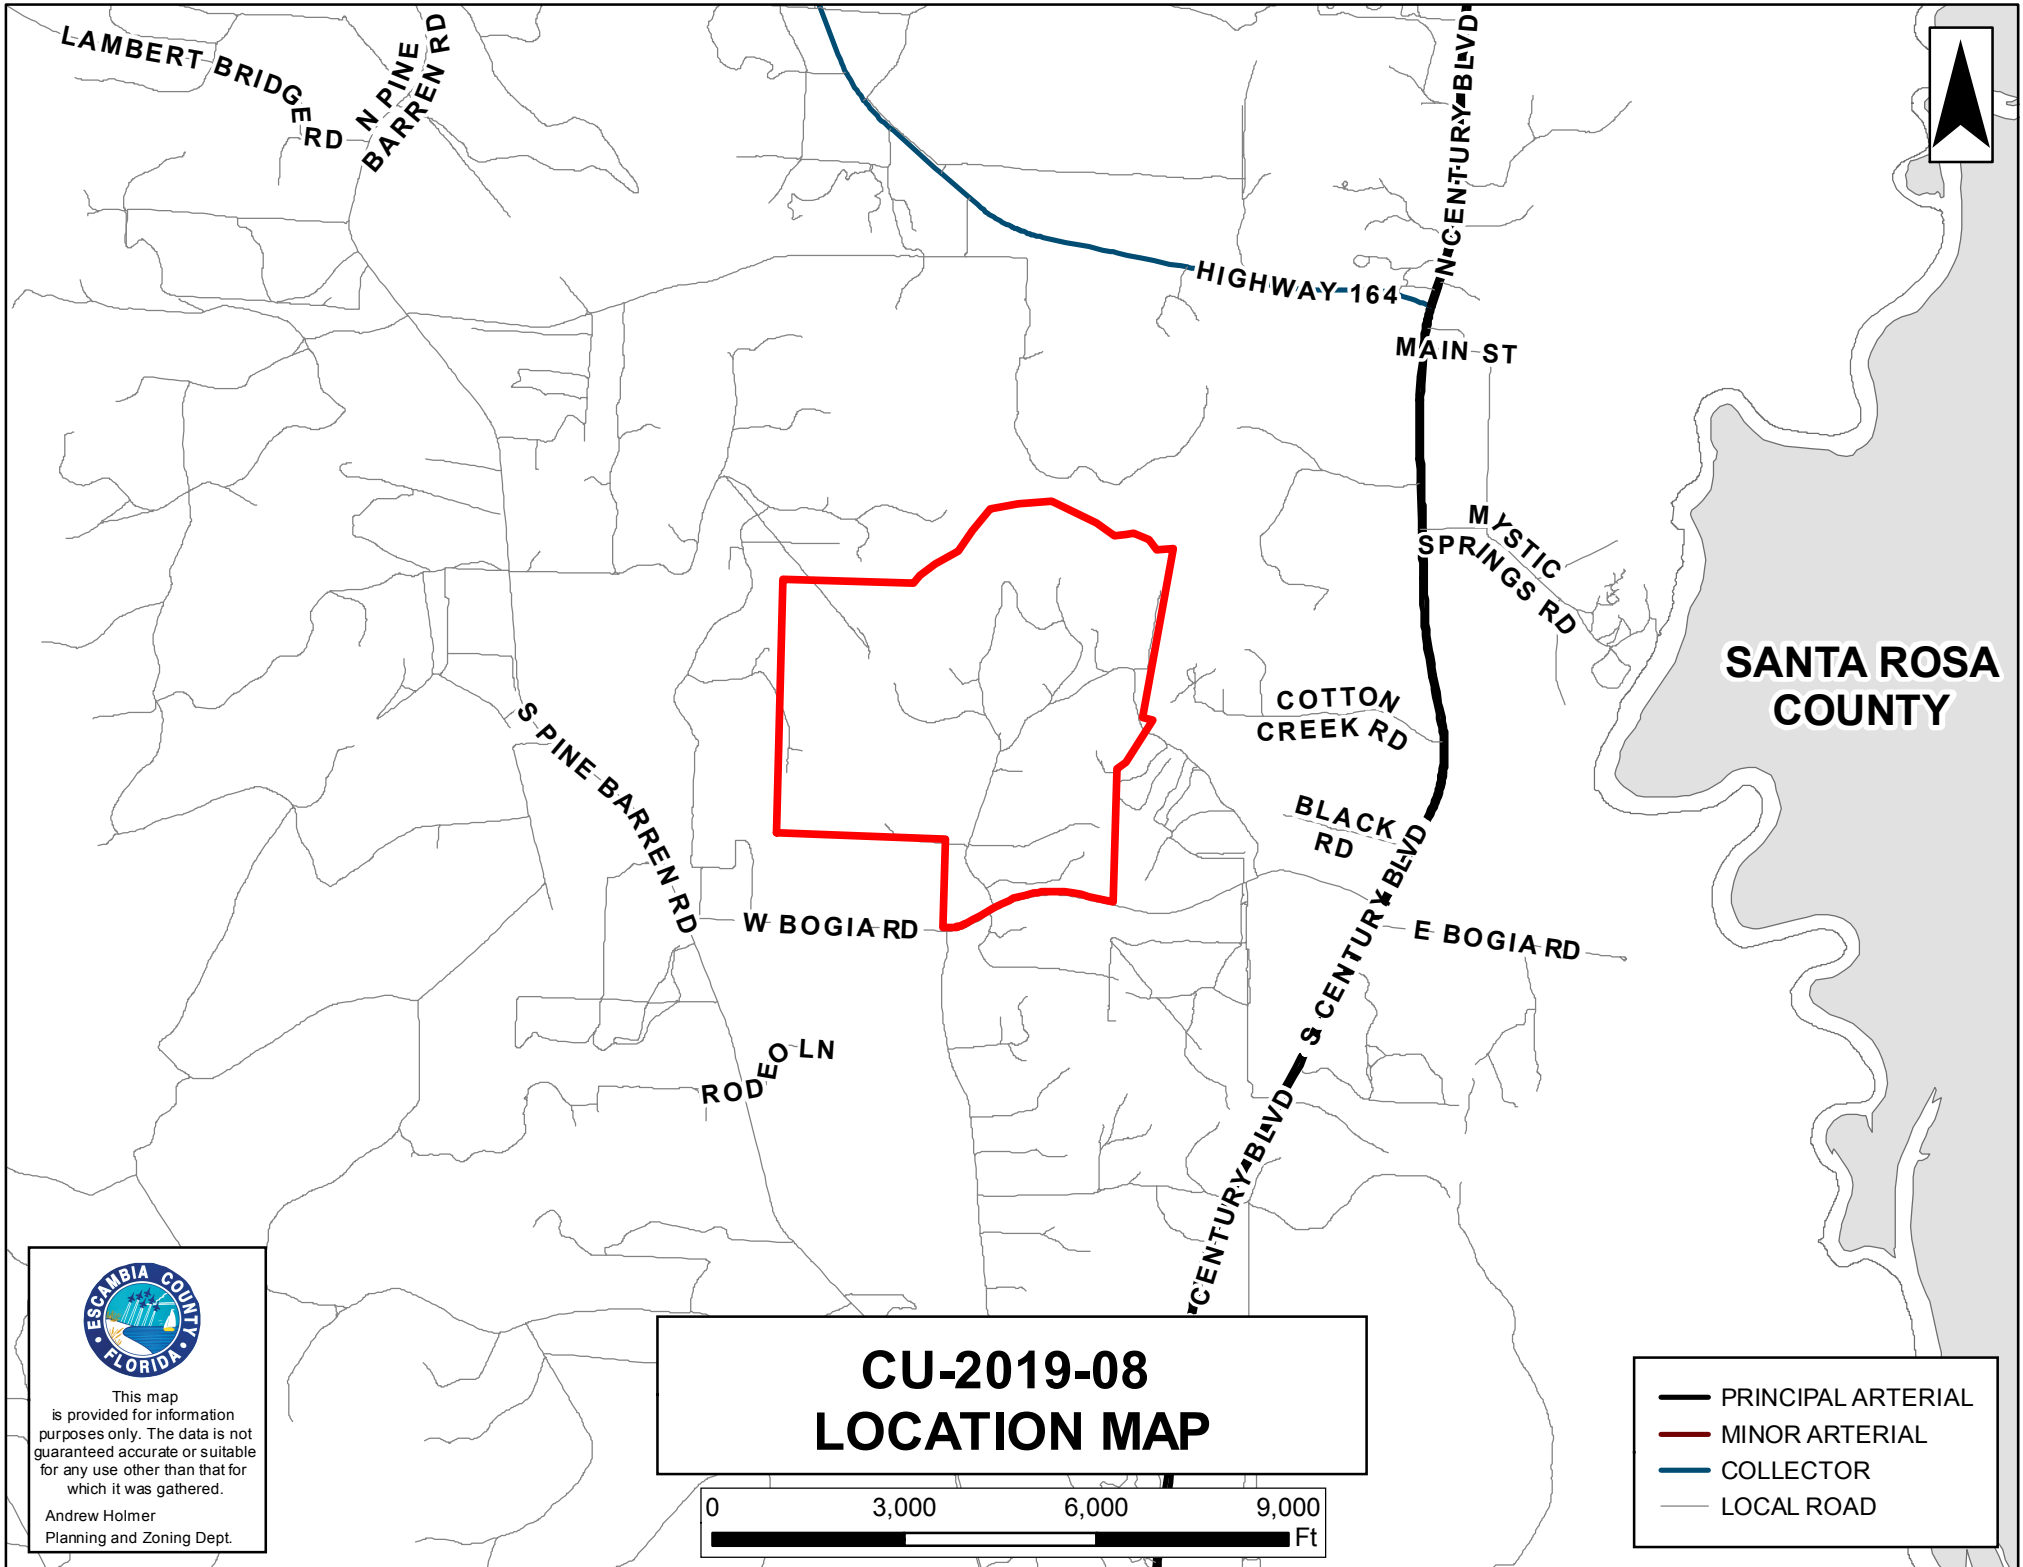 LAMBERT BRIDGE RD
N PINE
BARREN RD
N CENTURY BLVD
HIGHWAY 164
MAIN ST
MYSTIC
SPRINGS RD
SANTA ROSA
COUNTY
COTTON
CREEK RD
S PINE BARREN RD
BLACK
RD
W BOGIA RD
E BOGIA RD
S CENTURY BLVD
RODEO LN
CENTURY BLVD
ESCAMBIA COUNTY
FLORIDA
This map
is provided for information
purposes only. The data is not
guaranteed accurate or suitable
for any use other than that for
which it was gathered.
Andrew Holmer
Planning and Zoning Dept.
CU-2019-08
LOCATION MAP
0 3,000 6,000 9,000
Ft
PRINCIPAL ARTERIAL
MINOR ARTERIAL
COLLECTOR
LOCAL ROAD